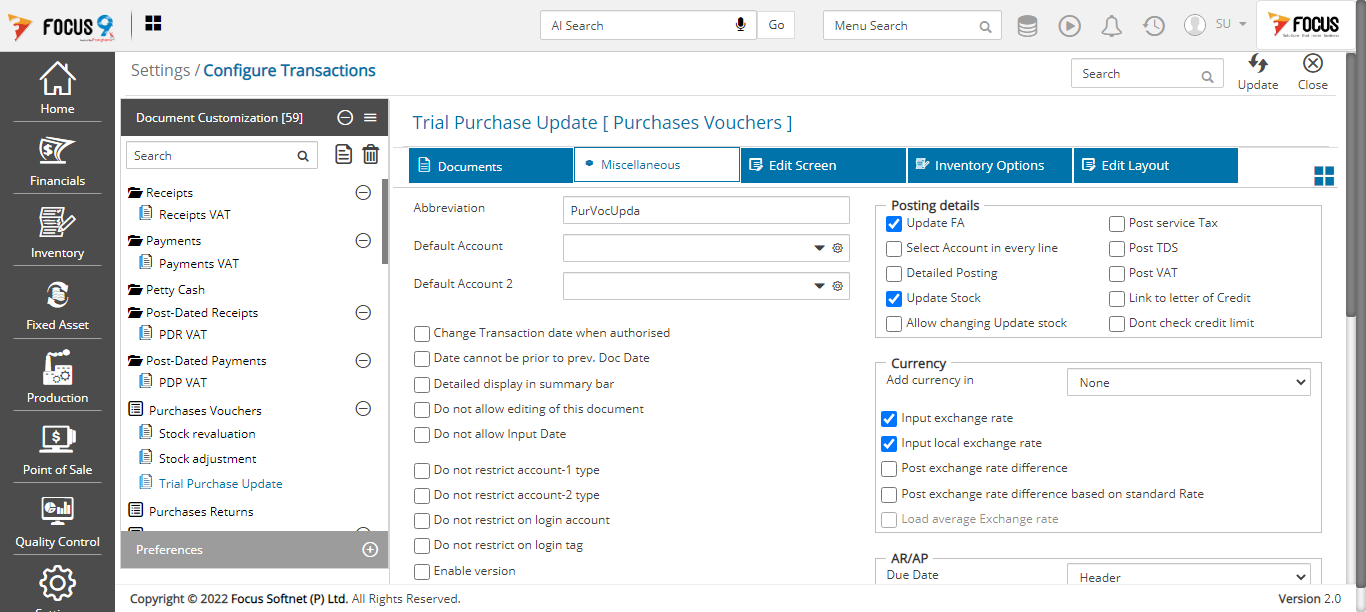 FOCUS 9
AI Search
Go
Menu Search
SU
FOCUS
Settings / Configure Transactions
Search
Update
Close
Home
Financials
Inventory
Fixed Asset
Production
Point of Sale
Quality Control
Document Customization [59]
Search
Receipts
Receipts VAT
Payments
Payments VAT
Petty Cash
Post-Dated Receipts
PDR VAT
Post-Dated Payments
PDP VAT
Purchases Vouchers
Stock revaluation
Stock adjustment
Trial Purchase Update
Purchases Returns
Preferences
Trial Purchase Update [ Purchases Vouchers ]
Documents
Miscellaneous
Edit Screen
Inventory Options
Edit Layout
Abbreviation
PurVocUpda
Default Account
Default Account 2
Change Transaction date when authorised
Date cannot be prior to prev. Doc Date
Detailed display in summary bar
Do not allow editing of this document
Do not allow Input Date
Do not restrict account-1 type
Do not restrict account-2 type
Do not restrict on login account
Do not restrict on login tag
Enable version
Posting details
Update FA
Post service Tax
Select Account in every line
Post TDS
Detailed Posting
Post VAT
Update Stock
Link to letter of Credit
Allow changing Update stock
Dont check credit limit
Currency
Add currency in
None
Input exchange rate
Input local exchange rate
Post exchange rate difference
Post exchange rate difference based on standard Rate
Load average Exchange rate
AR/AP
Due Date
Header
Copyright © 2022 Focus Softnet (P) Ltd. All Rights Reserved.
Version 2.0